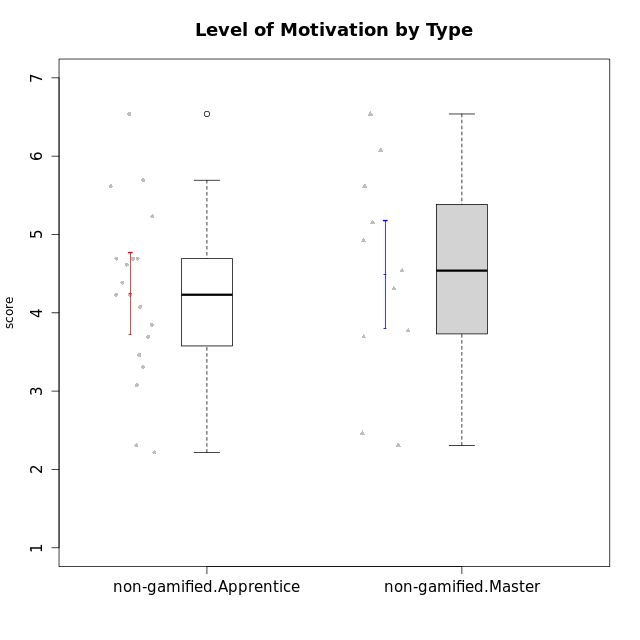 Level of Motivation by Type
score
7
6
5
4
3
2
1
non-gamified.Apprentice
non-gamified.Master